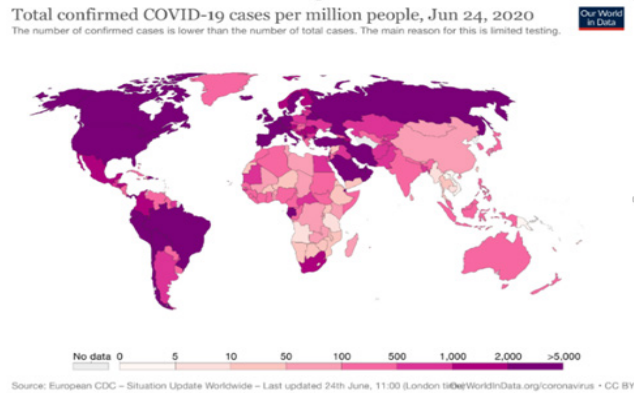 Total confirmed COVID-19 cases per million people, Jun 24, 2020
Our World
in Data
The number of confirmed cases is lower than the number of total cases. The main reason for this is limited testing.
No data 0 5 10 50 100 500 1,000 2,000 >5,000
Source: European CDC – Situation Update Worldwide – Last updated 24th June, 11:00 (London OurWorldInData.org/coronavirus • CC BY